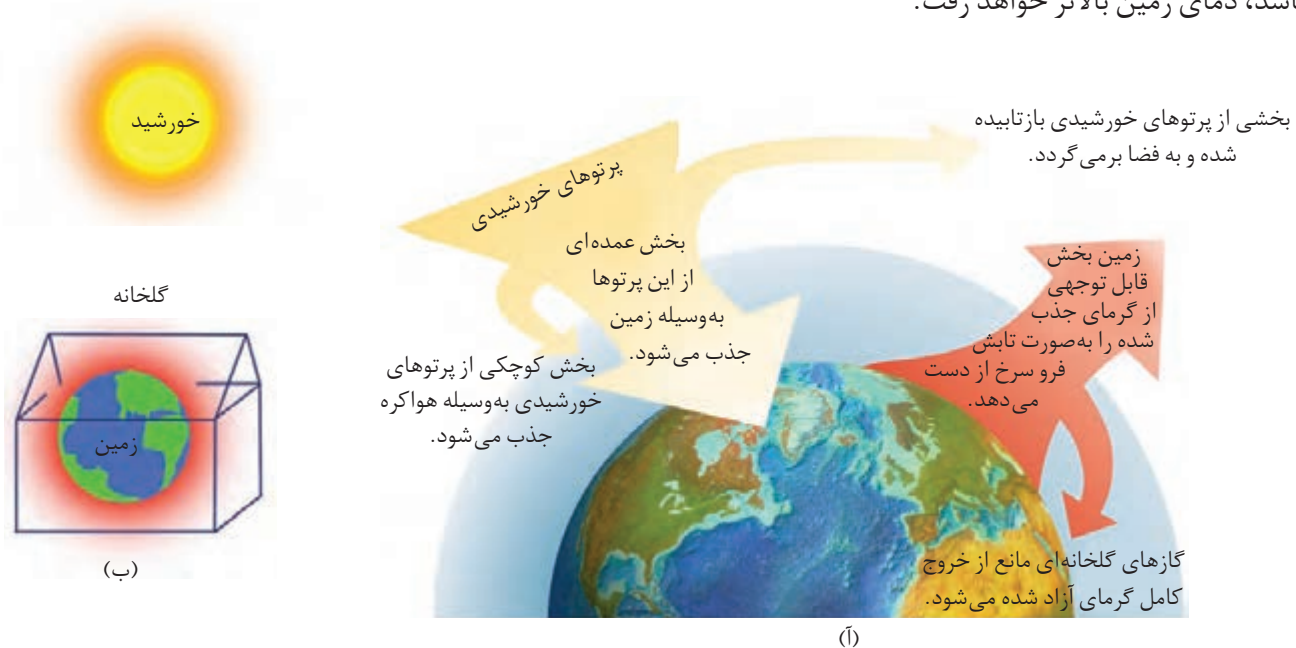 باشد، دمای زمین بالاتر خواهد رفت.
بخشی از پرتوهای خورشیدی بازتابیده
شده و به فضا برمی‌گردد.
پرتوهای خورشیدی
بخش عمده‌ای
از این پرتوها
به‌وسیله زمین
جذب می‌شود.
بخش کوچکی از پرتوهای
خورشیدی به‌وسیله هواکره
جذب می‌شود.
زمین بخش
قابل توجهی
از گرمای جذب
شده را به‌صورت تابش
فرو سرخ از دست
می‌دهد.
گازهای گلخانه‌ای مانع از خروج
کامل گرمای آزاد شده می‌شود.
(آ)
خورشید
گلخانه
زمین
(ب)